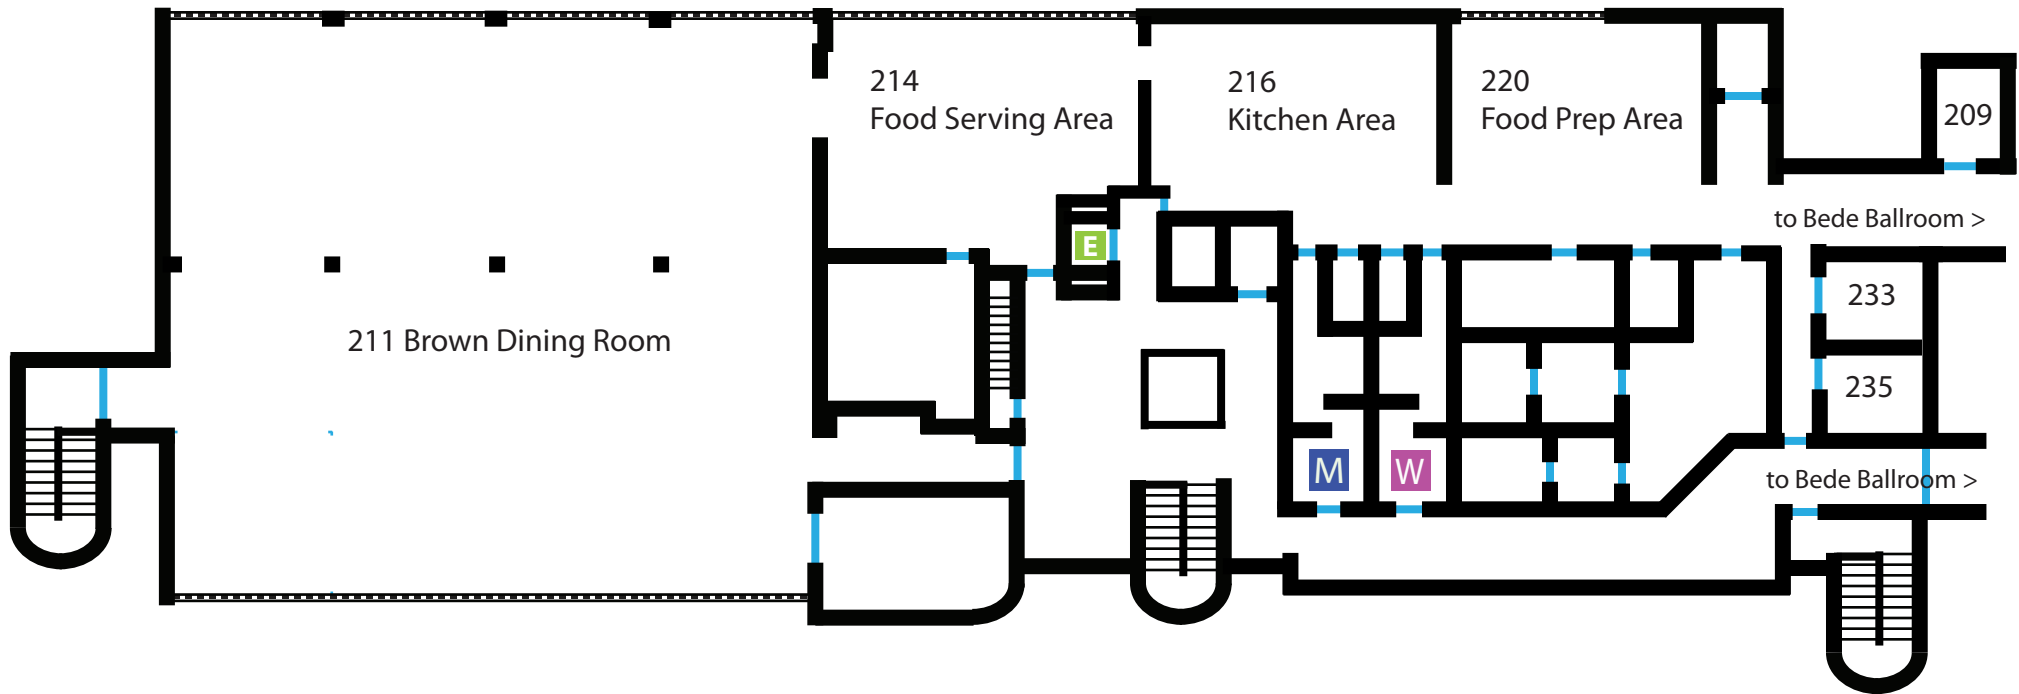 214
Food Serving Area
216
Kitchen Area
220
Food Prep Area
209
to Bede Ballroom >
E
233
211 Brown Dining Room
235
M
W
to Bede Ballroom >